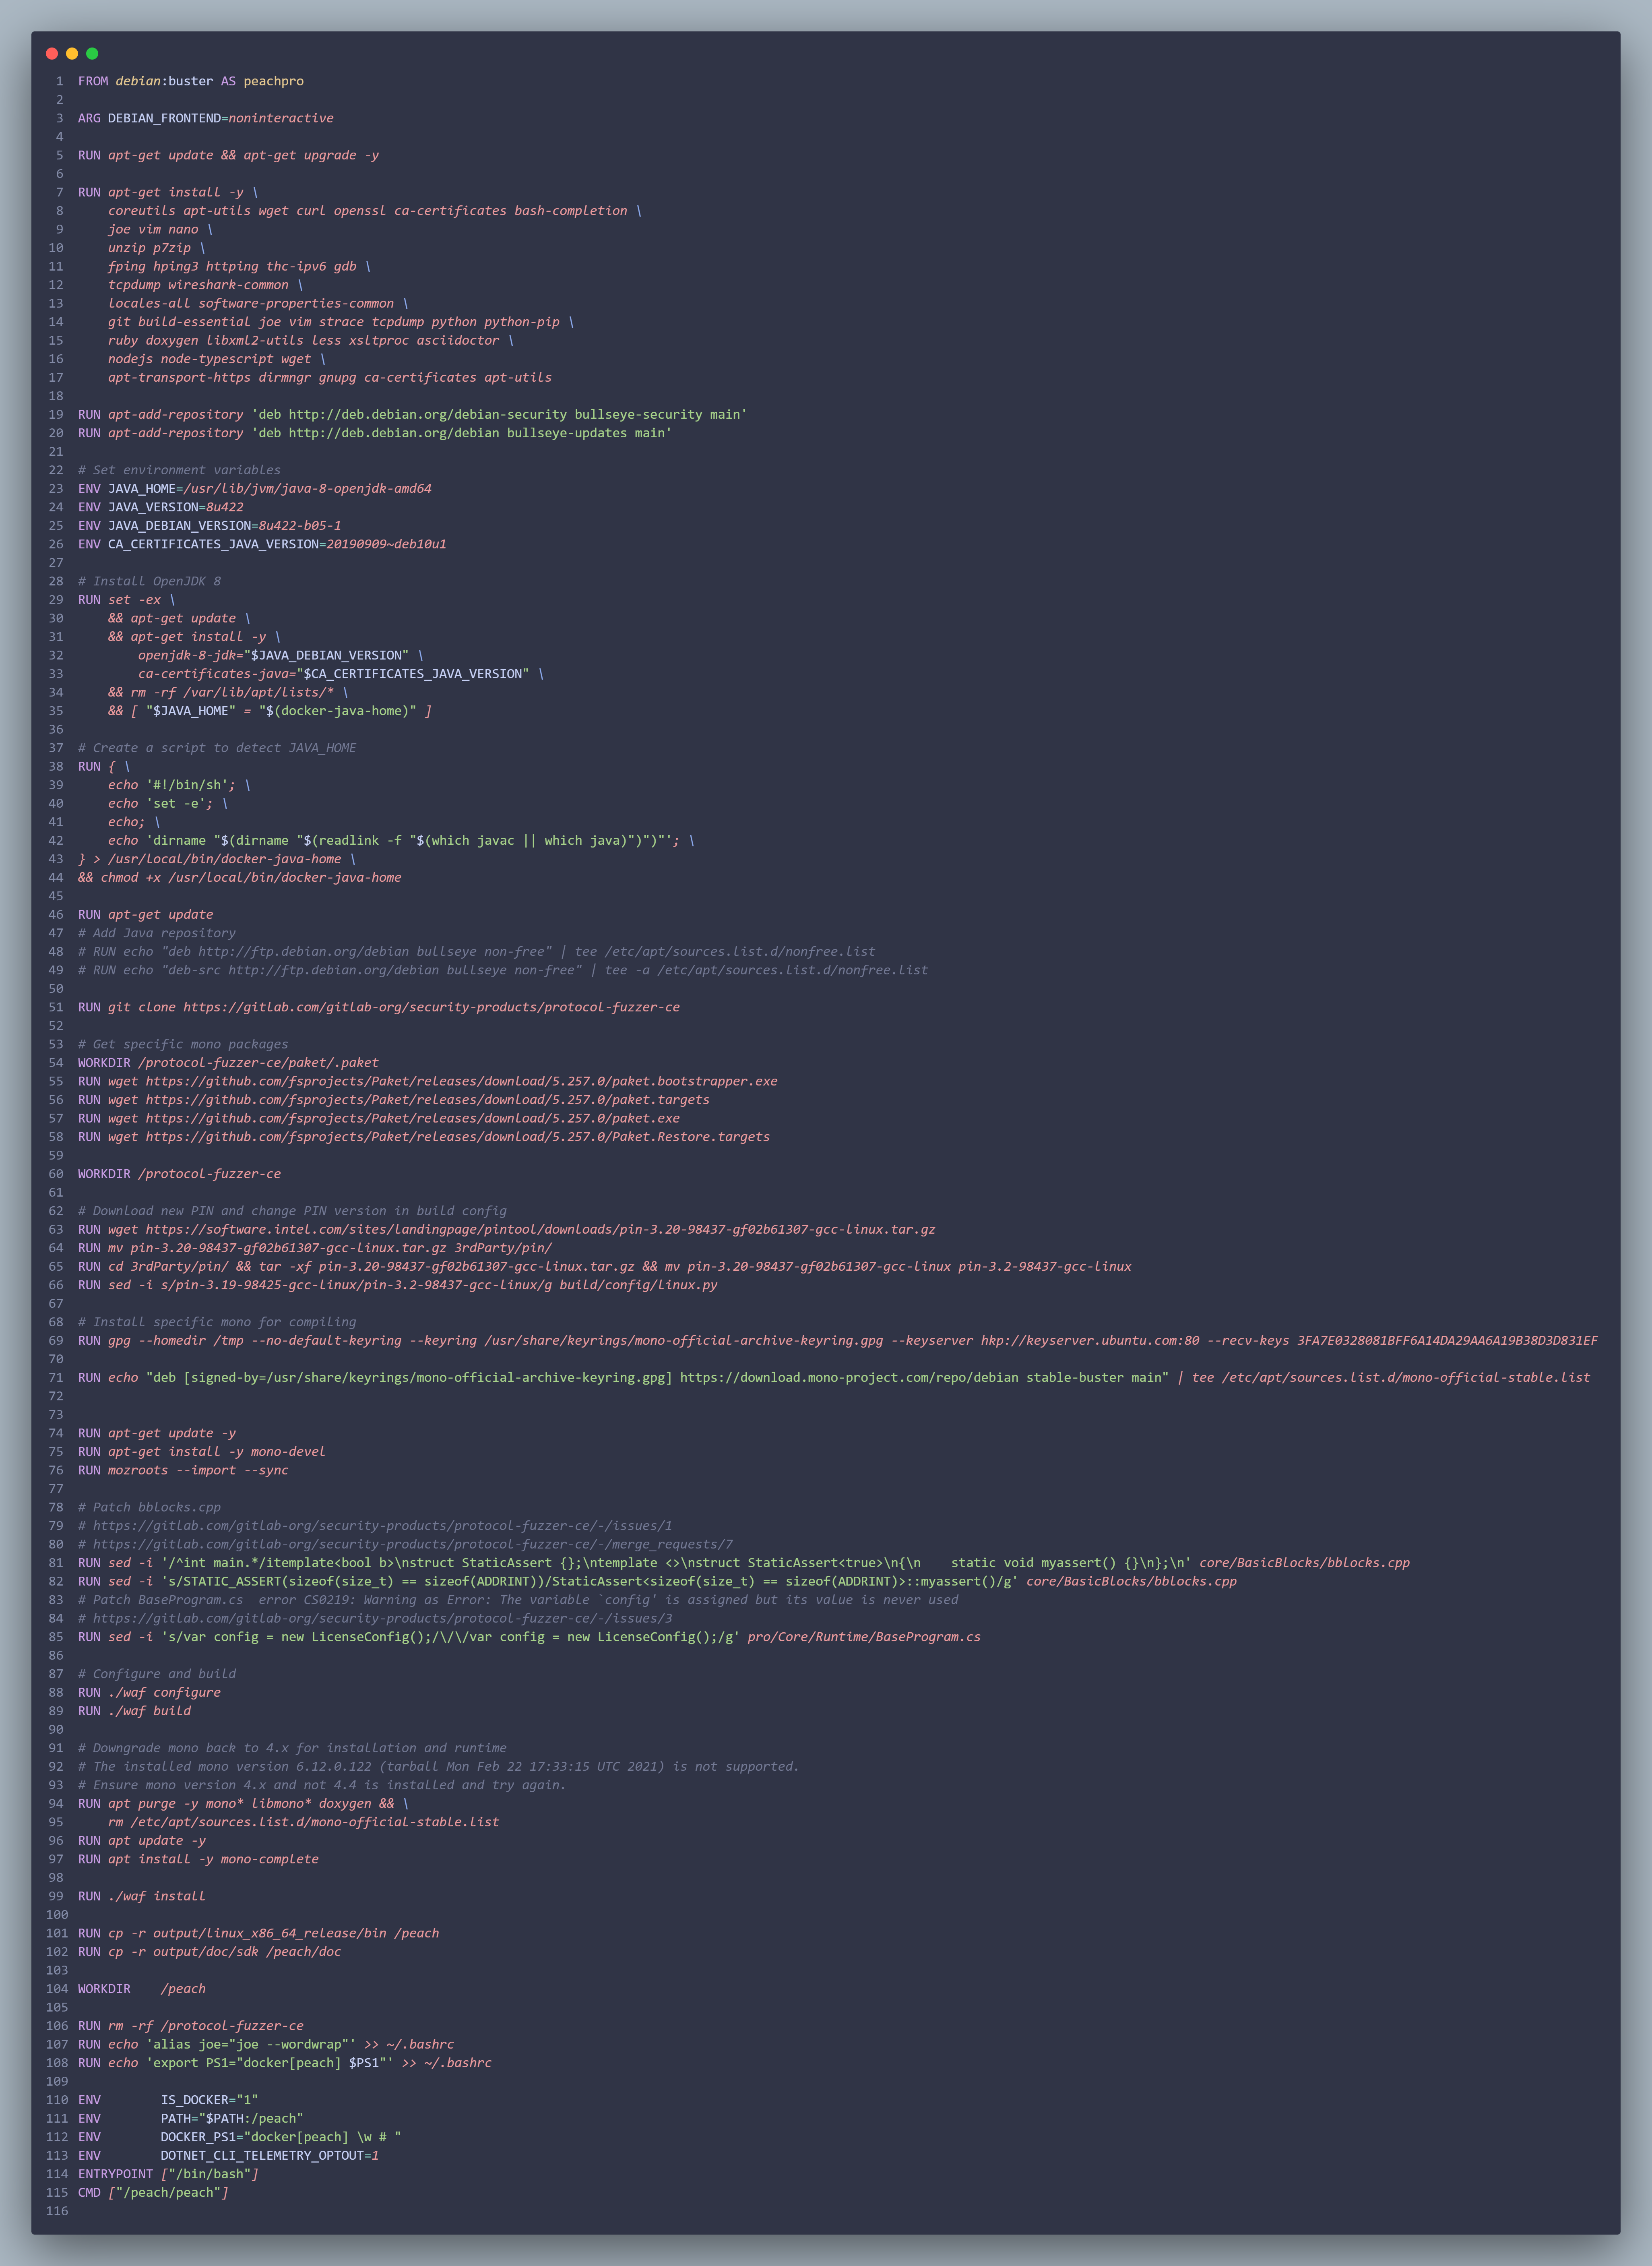 1 FROM debian:buster AS peachpro
2
3 ARG DEBIAN_FRONTEND=noninteractive
4
5 RUN apt-get update && apt-get upgrade -y
6
7 RUN apt-get install -y \
8     coreutils apt-utils wget curl openssl ca-certificates bash-completion \
9     joe vim nano \
10     unzip p7zip \
11     fping hping3 httping thc-ipv6 gdb \
12     tcpdump wireshark-common \
13     locales-all software-properties-common \
14     git build-essential joe vim strace tcpdump python python-pip \
15     ruby doxygen libxml2-utils less xsltproc asciidoctor \
16     nodejs node-typescript wget \
17     apt-transport-https dirmngr gnupg ca-certificates apt-utils
18
19 RUN apt-add-repository 'deb http://deb.debian.org/debian-security bullseye-security main'
20 RUN apt-add-repository 'deb http://deb.debian.org/debian bullseye-updates main'
21
22 # Set environment variables
23 ENV JAVA_HOME=/usr/lib/jvm/java-8-openjdk-amd64
24 ENV JAVA_VERSION=8u422
25 ENV JAVA_DEBIAN_VERSION=8u422-b05-1
26 ENV CA_CERTIFICATES_JAVA_VERSION=20190909~deb10u1
27
28 # Install OpenJDK 8
29 RUN set -ex \
30     && apt-get update \
31     && apt-get install -y \
32         openjdk-8-jdk="$JAVA_DEBIAN_VERSION" \
33         ca-certificates-java="$CA_CERTIFICATES_JAVA_VERSION" \
34     && rm -rf /var/lib/apt/lists/* \
35     && [ "$JAVA_HOME" = "$(docker-java-home)" ]
36
37 # Create a script to detect JAVA_HOME
38 RUN { \
39     echo '#!/bin/sh'; \
40     echo 'set -e'; \
41     echo; \
42     echo 'dirname "$(dirname "$(readlink -f "$(which javac || which java)")")"'; \
43 } > /usr/local/bin/docker-java-home \
44 && chmod +x /usr/local/bin/docker-java-home
45
46 RUN apt-get update
47 # Add Java repository
48 # RUN echo "deb http://ftp.debian.org/debian bullseye non-free" | tee /etc/apt/sources.list.d/nonfree.list
49 # RUN echo "deb-src http://ftp.debian.org/debian bullseye non-free" | tee -a /etc/apt/sources.list.d/nonfree.list
50
51 RUN git clone https://gitlab.com/gitlab-org/security-products/protocol-fuzzer-ce
52
53 # Get specific mono packages
54 WORKDIR /protocol-fuzzer-ce/paket/.paket
55 RUN wget https://github.com/fsprojects/Paket/releases/download/5.257.0/paket.bootstrapper.exe
56 RUN wget https://github.com/fsprojects/Paket/releases/download/5.257.0/paket.targets
57 RUN wget https://github.com/fsprojects/Paket/releases/download/5.257.0/paket.exe
58 RUN wget https://github.com/fsprojects/Paket/releases/download/5.257.0/Paket.Restore.targets
59
60 WORKDIR /protocol-fuzzer-ce
61
62 # Download new PIN and change PIN version in build config
63 RUN wget https://software.intel.com/sites/landingpage/pintool/downloads/pin-3.20-98437-gf02b61307-gcc-linux.tar.gz
64 RUN mv pin-3.20-98437-gf02b61307-gcc-linux.tar.gz 3rdParty/pin/
65 RUN cd 3rdParty/pin/ && tar -xf pin-3.20-98437-gf02b61307-gcc-linux.tar.gz && mv pin-3.20-98437-gf02b61307-gcc-linux pin-3.2-98437-gcc-linux
66 RUN sed -i s/pin-3.19-98425-gcc-linux/pin-3.2-98437-gcc-linux/g build/config/linux.py
67
68 # Install specific mono for compiling
69 RUN gpg --homedir /tmp --no-default-keyring --keyring /usr/share/keyrings/mono-official-archive-keyring.gpg --keyserver hkp://keyserver.ubuntu.com:80 --recv-keys 3FA7E0328081BFF6A14DA29AA6A19B38D3D831EF
70
71 RUN echo "deb [signed-by=/usr/share/keyrings/mono-official-archive-keyring.gpg] https://download.mono-project.com/repo/debian stable-buster main" | tee /etc/apt/sources.list.d/mono-official-stable.list
72
73
74 RUN apt-get update -y
75 RUN apt-get install -y mono-devel
76 RUN mozroots --import --sync
77
78 # Patch bblocks.cpp
79 # https://gitlab.com/gitlab-org/security-products/protocol-fuzzer-ce/-/issues/1
80 # https://gitlab.com/gitlab-org/security-products/protocol-fuzzer-ce/-/merge_requests/7
81 RUN sed -i '/^int main.*/itemplate<bool b>\nstruct StaticAssert {};\ntemplate <>\nstruct StaticAssert<true>\n{\n    static void myassert() {}\n};\n' core/BasicBlocks/bblocks.cpp
82 RUN sed -i 's/STATIC_ASSERT(sizeof(size_t) == sizeof(ADDRINT))/StaticAssert<sizeof(size_t) == sizeof(ADDRINT)>::myassert()/g' core/BasicBlocks/bblocks.cpp
83 # Patch BaseProgram.cs  error CS0219: Warning as Error: The variable `config' is assigned but its value is never used
84 # https://gitlab.com/gitlab-org/security-products/protocol-fuzzer-ce/-/issues/3
85 RUN sed -i 's/var config = new LicenseConfig();/\/\/var config = new LicenseConfig();/g' pro/Core/Runtime/BaseProgram.cs
86
87 # Configure and build
88 RUN ./waf configure
89 RUN ./waf build
90
91 # Downgrade mono back to 4.x for installation and runtime
92 # The installed mono version 6.12.0.122 (tarball Mon Feb 22 17:33:15 UTC 2021) is not supported.
93 # Ensure mono version 4.x and not 4.4 is installed and try again.
94 RUN apt purge -y mono* libmono* doxygen && \
95     rm /etc/apt/sources.list.d/mono-official-stable.list
96 RUN apt update -y
97 RUN apt install -y mono-complete
98
99 RUN ./waf install
100
101 RUN cp -r output/linux_x86_64_release/bin /peach
102 RUN cp -r output/doc/sdk /peach/doc
103
104 WORKDIR    /peach
105
106 RUN rm -rf /protocol-fuzzer-ce
107 RUN echo 'alias joe="joe --wordwrap"' >> ~/.bashrc
108 RUN echo 'export PS1="docker[peach] $PS1"' >> ~/.bashrc
109
110 ENV        IS_DOCKER="1"
111 ENV        PATH="$PATH:/peach"
112 ENV        DOCKER_PS1="docker[peach] \w # "
113 ENV        DOTNET_CLI_TELEMETRY_OPTOUT=1
114 ENTRYPOINT ["/bin/bash"]
115 CMD ["/peach/peach"]
116